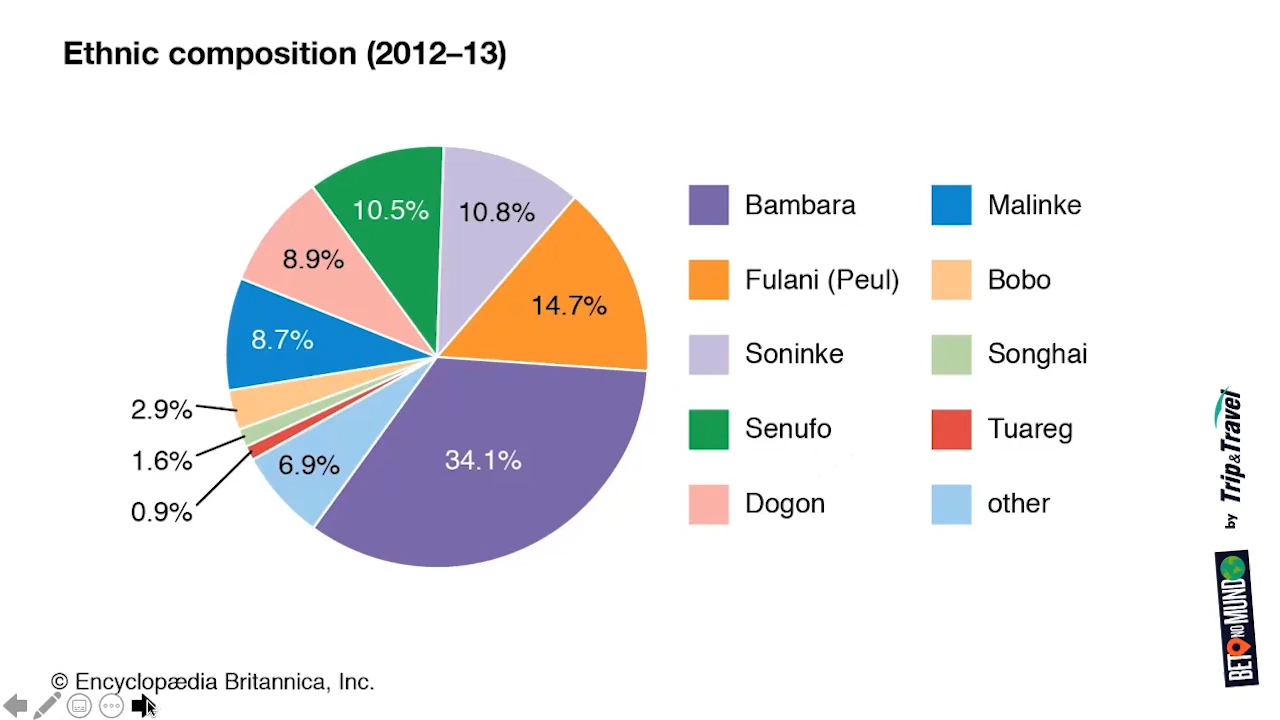 Ethnic composition (2012–13)
10.5%
10.8%
8.9%
14.7%
8.7%
2.9%
1.6%
6.9%
34.1%
0.9%
Bambara
Fulani (Peul)
Soninke
Senufo
Dogon
Malinke
Bobo
Songhai
Tuareg
other
by Trip&Travel
BETO NO MUNDO
© Encyclopædia Britannica, Inc.